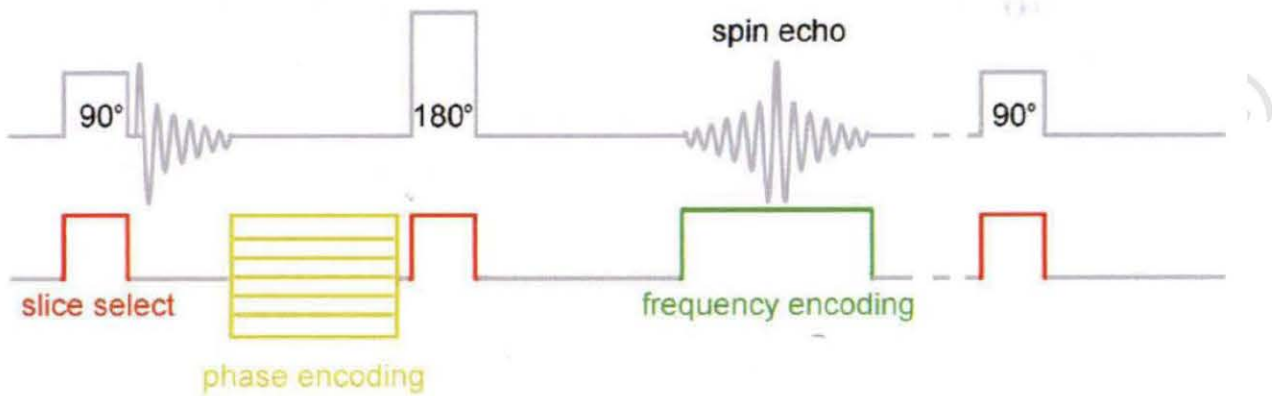 spin echo
90°
180°
90°
slice select
frequency encoding
phase encoding